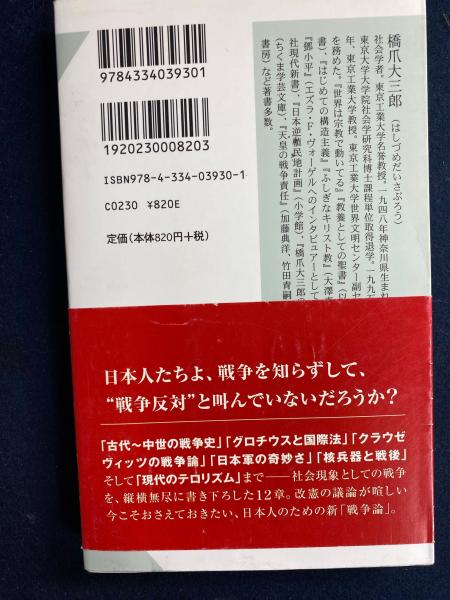 9784334039301
1920230008203
ISBN978-4-334-03930-1
C0230 ¥820E
定価(本体820円+税)
橋爪大三郎(はしづめだいさぶろう)
社会学者。東京工業大学名誉教授。一九四八年神奈川県生まれ
東京大学大学院社会学研究科博士課程単位取得退学。一九九五
年、東京工業大学教授。東京工業大学世界文明センター副セ
を務めた。『世界は宗教で動いてる』『教養としての聖書』(以
書)、『はじめての構造主義』『ふしぎなキリスト教』(大澤
『鄧小平』(エズラ・F・ヴォーゲルへのインタビュアーとして
社現代新書)、『日本逆植民地計画』(小学館)、『橋爪大三郎の
(ちくま学芸文庫)、『天皇の戦争責任』(加藤典洋、竹田青嗣
書房)など著書多数。
日本人たちよ、戦争を知らずして、
“戦争反対”と叫んでいないだろうか?
「古代〜中世の戦争史」「グロチウスと国際法」「クラウゼ
ヴィッツの戦争論」「日本軍の奇妙さ」「核兵器と戦後」
そして「現代のテロリズム」まで――社会現象としての戦争
を、縦横無尽に書き下ろした12章。改憲の議論が喧しい
今こそおさえておきたい、日本人のための新「戦争論」。